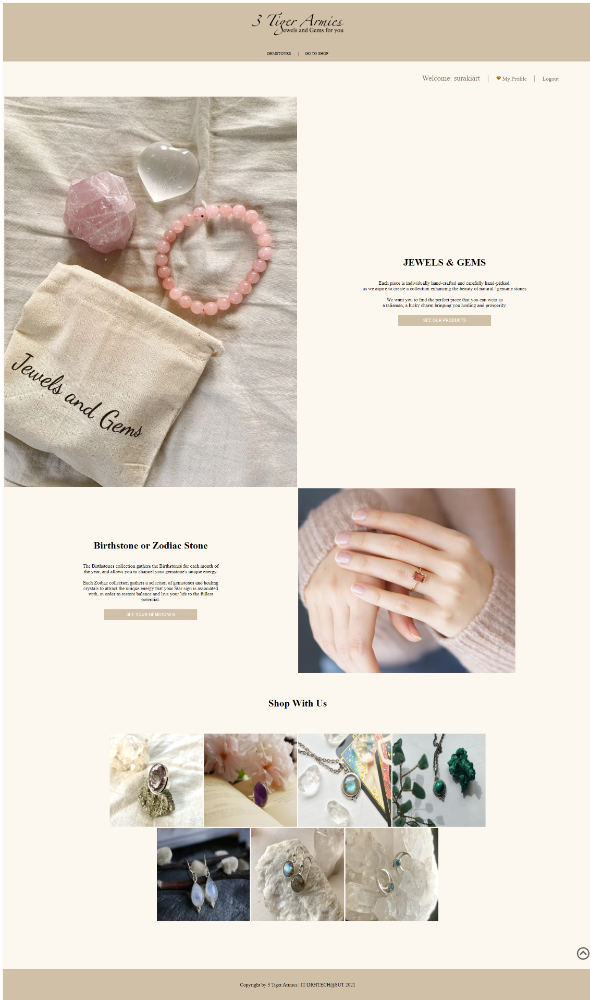 3 Tiger Armies
Jewels and Gems for you
GEMSTONES | GO TO SHOP
Welcome: surakiart | My Profile | Logout
Jewels and Gems
JEWELS & GEMS
Each piece is individually hand-crafted and carefully hand-picked,
as we aspire to create a collection enhancing the beauty of natural / genuine stones
We want you to find the perfect piece that you can wear as
a talisman, a lucky charm bringing you healing and prosperity.
SEE OUR PRODUCTS
Birthstone or Zodiac Stone
The Birthstones collection gathers the Birthstones for each month of
the year, and allows you to channel your gemstone's unique energy.
Each Zodiac collection gathers a selection of gemstones and healing
crystals to attract the unique energy that your Star sign is associated
with, in order to restore balance and live your life to the fullest
potential.
SEE YOUR GEMSTONES
Shop With Us
Copyright by 3 Tiger Armies | IT/DIGITECH@SUT 2021